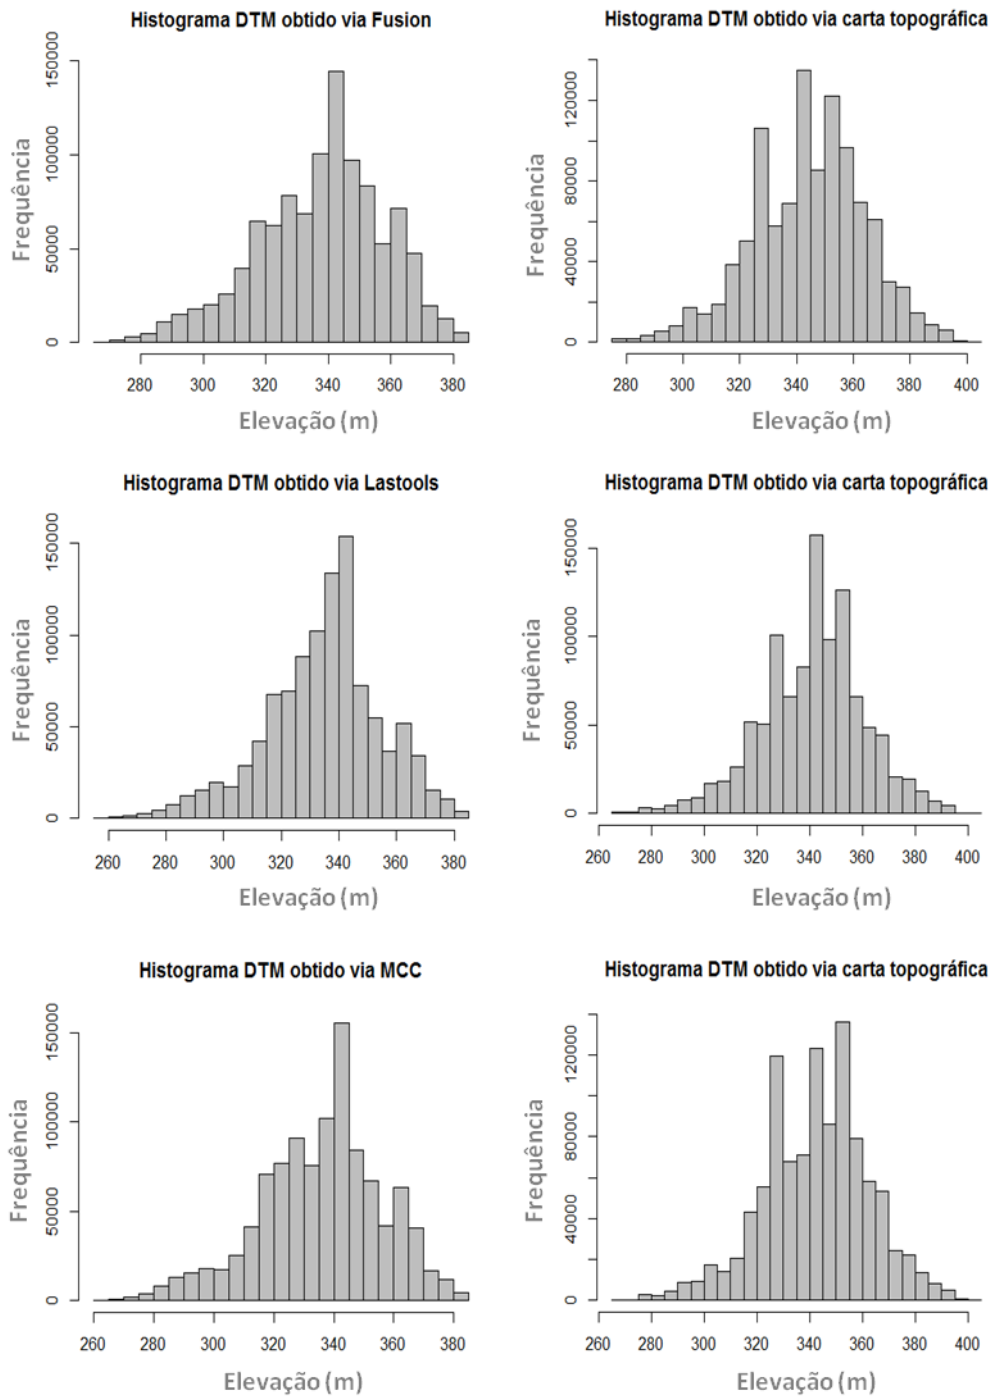 Histograma DTM obtido via Fusion
Frequência
0
50000
100000
150000
280 300 320 340 360 380
Elevação (m)
Histograma DTM obtido via carta topográfica
Frequência
0
40000
80000
120000
280 300 320 340 360 380 400
Elevação (m)
Histograma DTM obtido via Lastools
Frequência
0
50000
100000
150000
260 280 300 320 340 360 380
Elevação (m)
Histograma DTM obtido via carta topográfica
Frequência
0
50000
100000
150000
260 280 300 320 340 360 380 400
Elevação (m)
Histograma DTM obtido via MCC
Frequência
0
50000
100000
150000
260 280 300 320 340 360 380
Elevação (m)
Histograma DTM obtido via carta topográfica
Frequência
0
40000
80000
120000
260 280 300 320 340 360 380 400
Elevação (m)